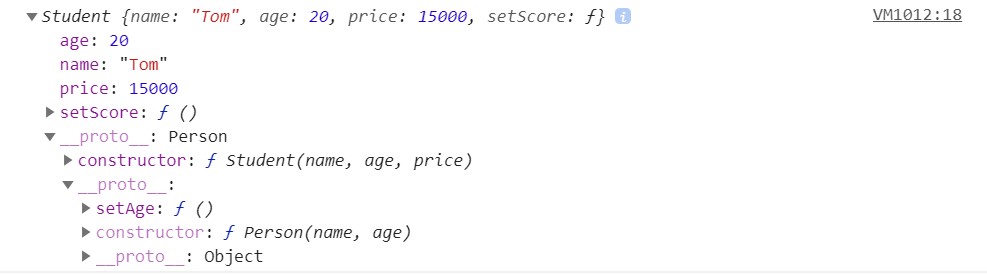 Student {name: "Tom", age: 20, price: 15000, setScore: ƒ} i VM1012:18
age: 20
name: "Tom"
price: 15000
setScore: ƒ ()
__proto__: Person
constructor: ƒ Student(name, age, price)
__proto__:
setAge: ƒ ()
constructor: ƒ Person(name, age)
__proto__: Object